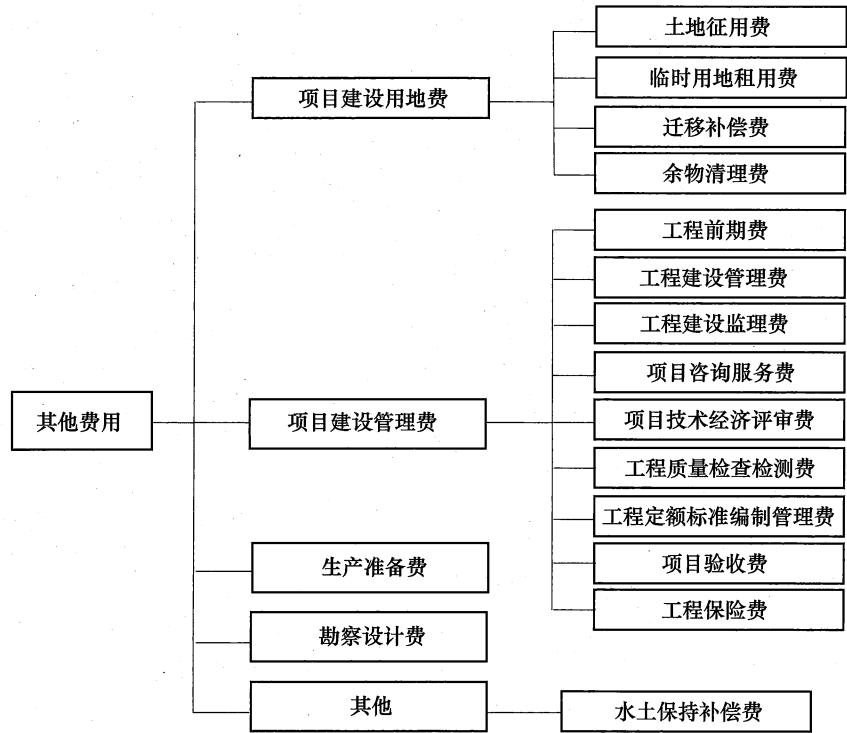 其他费用
项目建设用地费
土地征用费
临时用地租用费
迁移补偿费
余物清理费
项目建设管理费
工程前期费
工程建设管理费
工程建设监理费
项目咨询服务费
项目技术经济评审费
工程质量检查检测费
工程定额标准编制管理费
项目验收费
工程保险费
生产准备费
勘察设计费
其他
水土保持补偿费